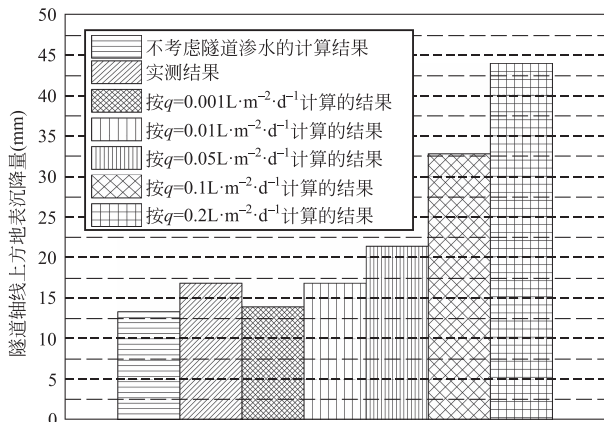 50
45
40
35
30
25
20
15
10
5
0
隧道轴线上方地表沉降量(mm)
不考虑隧道渗水的计算结果
实测结果
按q=0.001L·m⁻²·d⁻¹计算的结果
按q=0.01L·m⁻²·d⁻¹计算的结果
按q=0.05L·m⁻²·d⁻¹计算的结果
按q=0.1L·m⁻²·d⁻¹计算的结果
按q=0.2L·m⁻²·d⁻¹计算的结果